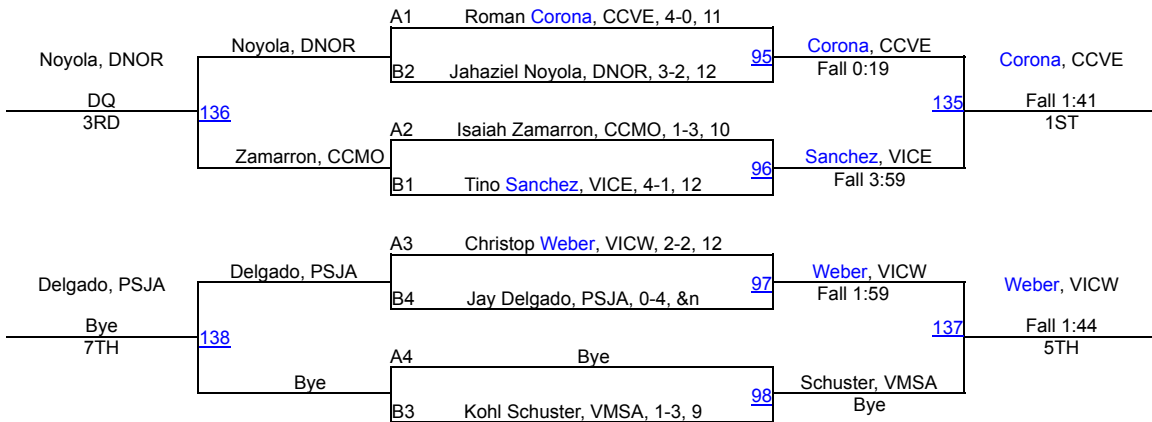 A1 Roman Corona, CCVE, 4-0, 11
Noyola, DNOR
Corona, CCVE
95
Noyola, DNOR
Fall 0:19
Corona, CCVE
B2 Jahaziel Noyola, DNOR, 3-2, 12
DQ
136
135
Fall 1:41
3RD
1ST
A2 Isaiah Zamarron, CCMO, 1-3, 10
Zamarron, CCMO
Sanchez, VICE
96
Fall 3:59
B1 Tino Sanchez, VICE, 4-1, 12
A3 Christop Weber, VICW, 2-2, 12
Delgado, PSJA
Weber, VICW
97
Delgado, PSJA
Fall 1:59
Weber, VICW
B4 Jay Delgado, PSJA, 0-4, &n
Bye
138
137
Fall 1:44
7TH
5TH
A4 Bye
Bye
Schuster, VMSA
98
Bye
B3 Kohl Schuster, VMSA, 1-3, 9